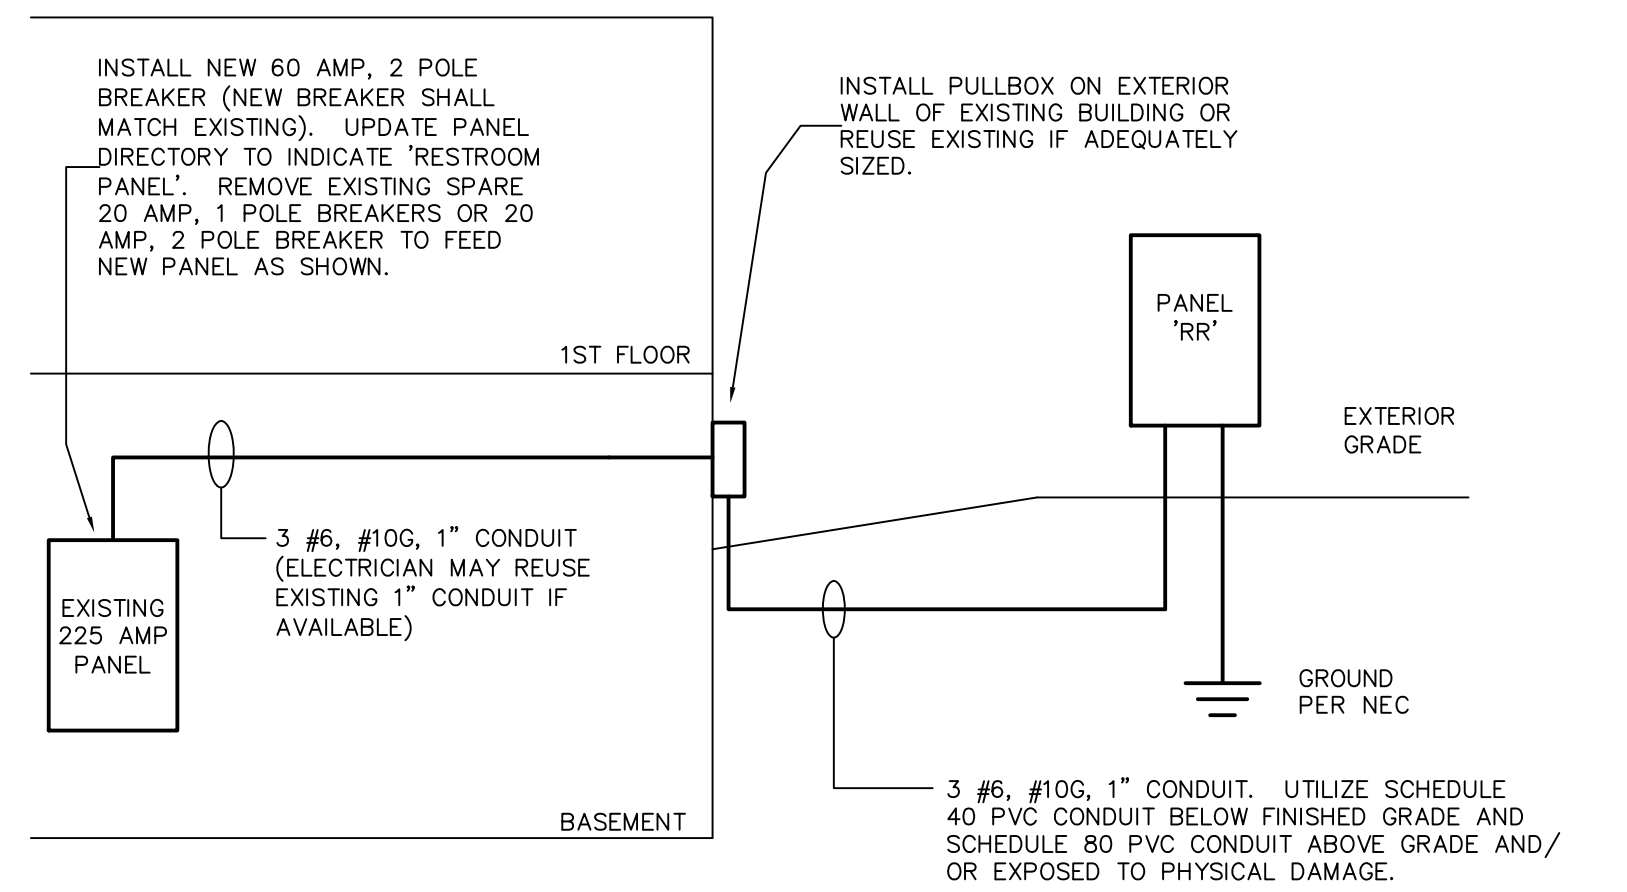 INSTALL NEW 60 AMP, 2 POLE
BREAKER (NEW BREAKER SHALL
MATCH EXISTING).  UPDATE PANEL
DIRECTORY TO INDICATE 'RESTROOM
PANEL'.  REMOVE EXISTING SPARE
20 AMP, 1 POLE BREAKERS OR 20
AMP, 2 POLE BREAKER TO FEED
NEW PANEL AS SHOWN.
INSTALL PULLBOX ON EXTERIOR
WALL OF EXISTING BUILDING OR
REUSE EXISTING IF ADEQUATELY
SIZED.
PANEL
'RR'
1ST FLOOR
EXTERIOR
GRADE
3 #6, #10G, 1" CONDUIT
(ELECTRICIAN MAY REUSE
EXISTING 1" CONDUIT IF
AVAILABLE)
EXISTING
225 AMP
PANEL
GROUND
PER NEC
BASEMENT
3 #6, #10G, 1" CONDUIT.  UTILIZE SCHEDULE
40 PVC CONDUIT BELOW FINISHED GRADE AND
SCHEDULE 80 PVC CONDUIT ABOVE GRADE AND/
OR EXPOSED TO PHYSICAL DAMAGE.